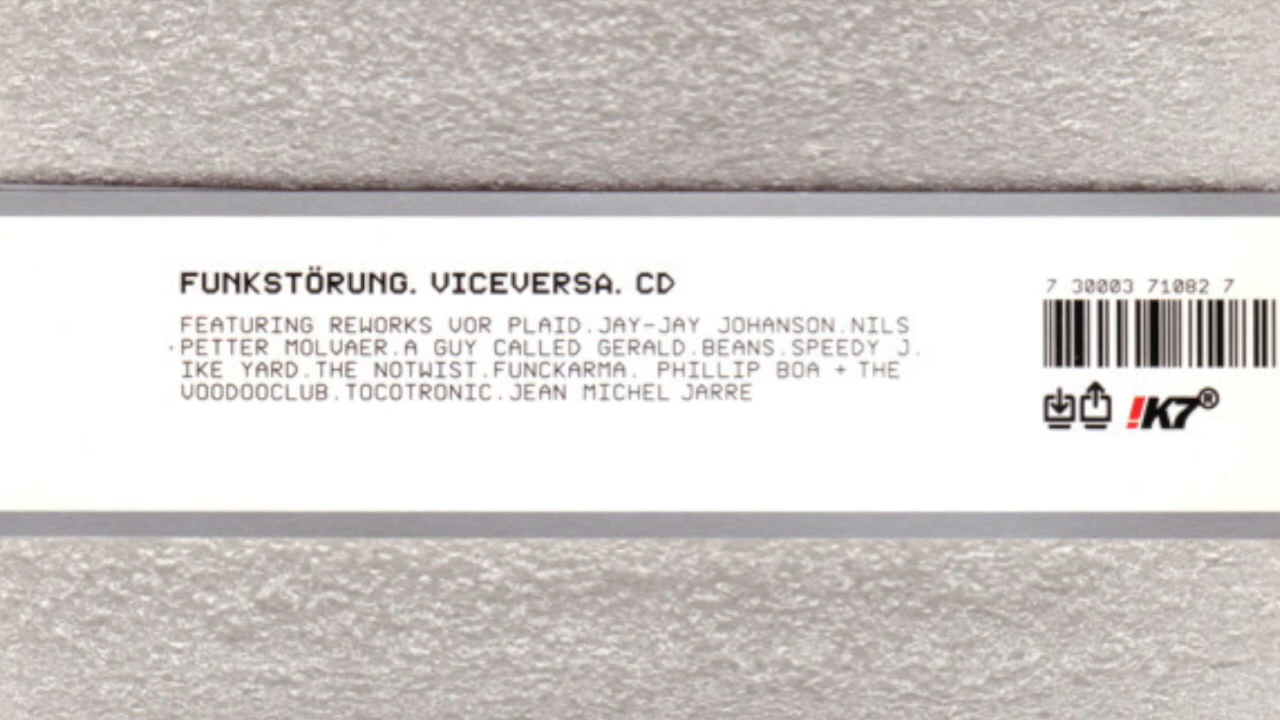 FUNKSTÖRUNG. VICEVERSA. CD
FEATURING REWORKS VOR PLAID.JAY-JAY JOHANSON.NILS
PETTER MOLVAER.A GUY CALLED GERALD.BEANS.SPEEDY J.
IKE YARD.THE NOTWIST.FUNCKARMA. PHILLIP BOA + THE
VOODOOCLUB.TOCOTRONIC.JEAN MICHEL JARRE
7 30003 71082 7
!K7®